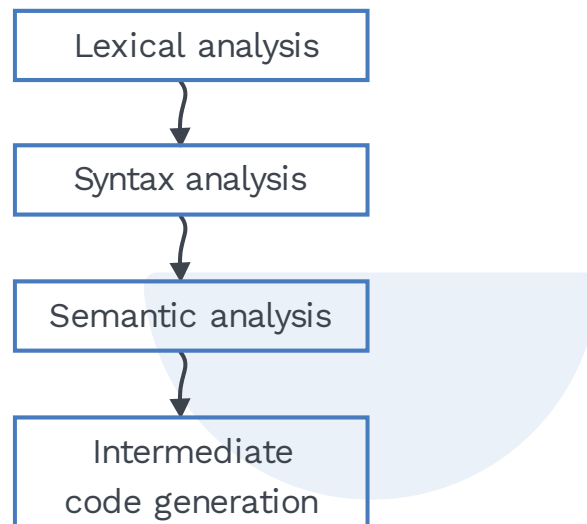 Lexical analysis
Syntax analysis
Semantic analysis
Intermediate
code generation